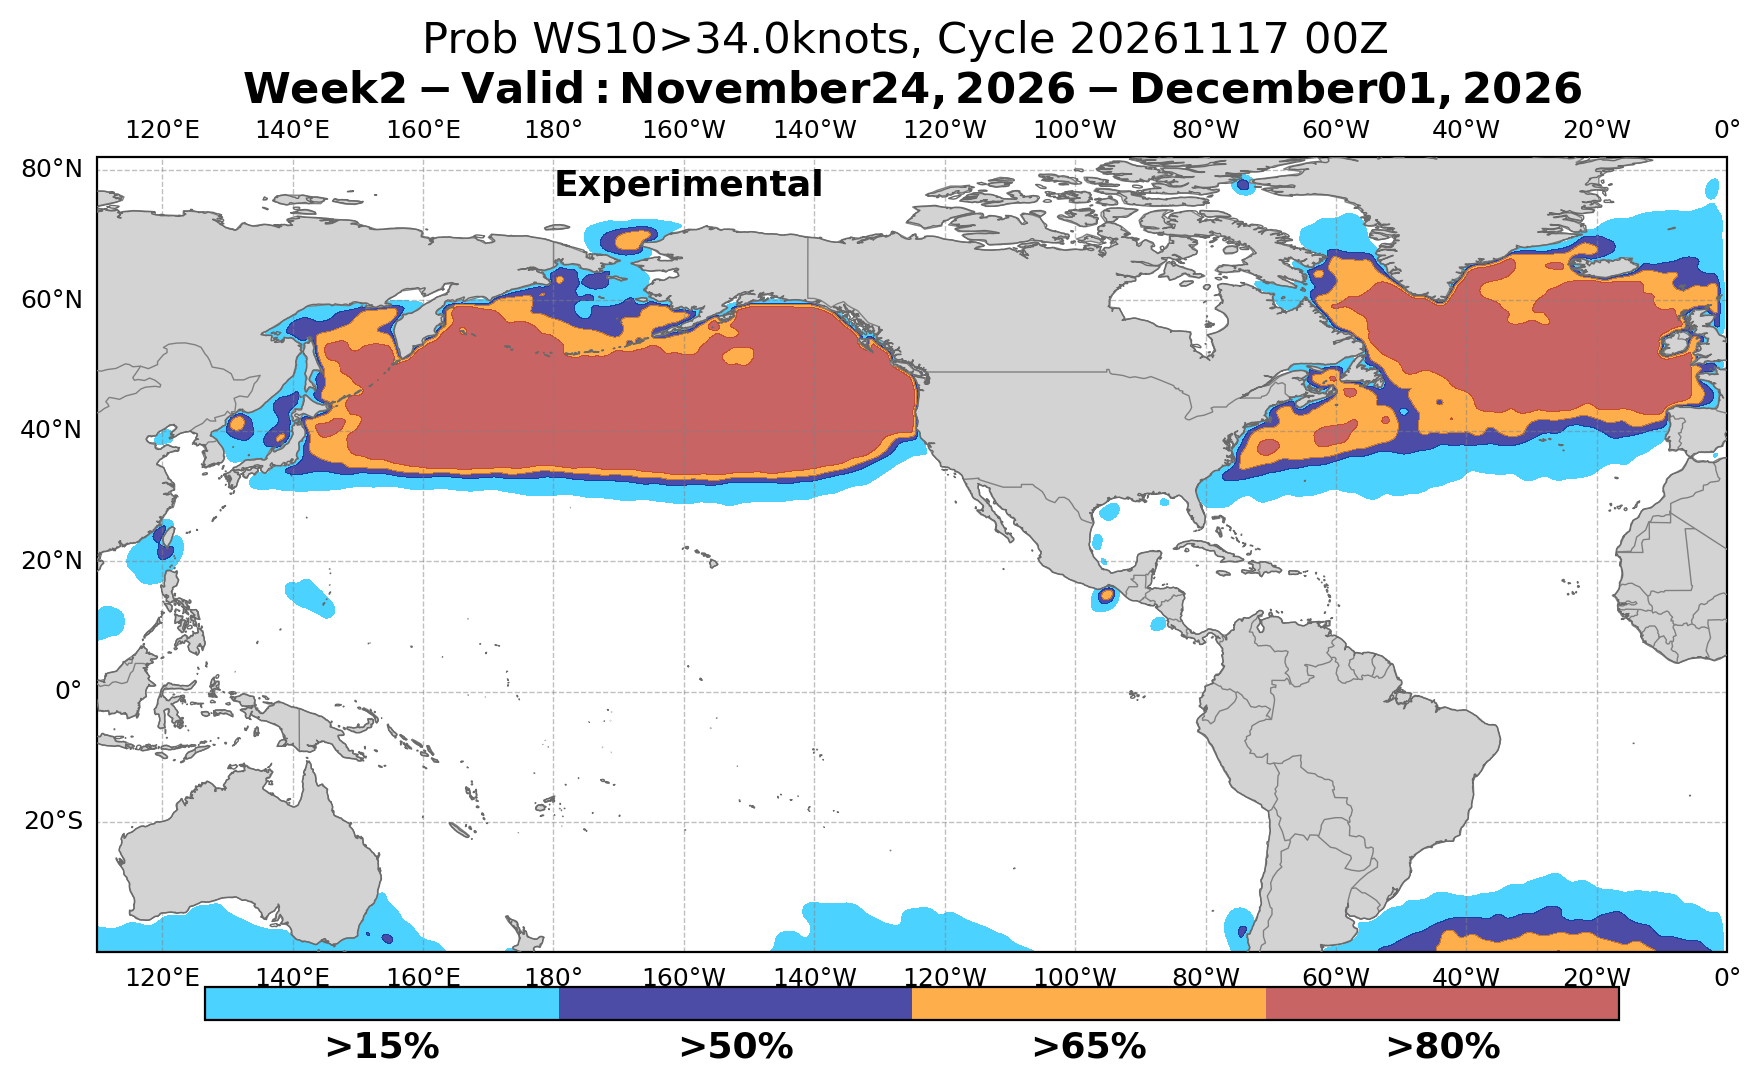 Prob WS10>34.0knots, Cycle 20261117 00Z
Week2 − Valid : November24, 2026 − December01, 2026
120°E 140°E 160°E 180° 160°W 140°W 120°W 100°W 80°W 60°W 40°W 20°W 0°
80°N
Experimental
60°N
40°N
20°N
0°
20°S
120°E 140°E 160°E 180° 160°W 140°W 120°W 100°W 80°W 60°W 40°W 20°W 0°
>15% >50% >65% >80%